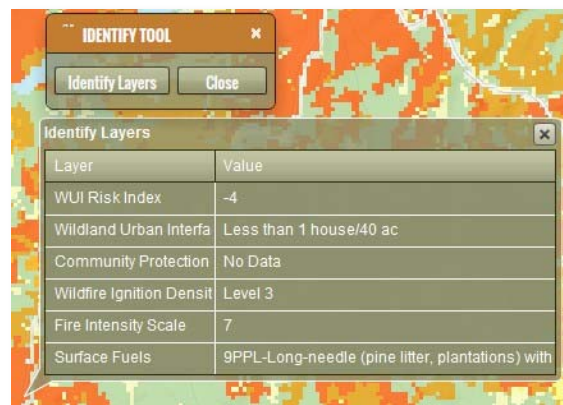 IDENTIFY TOOL
Identify Layers Close
Identify Layers
Layer Value
WUI Risk Index -4
Wildland Urban Interfa Less than 1 house/40 ac
Community Protection No Data
Wildfire Ignition Densit Level 3
Fire Intensity Scale 7
Surface Fuels 9PPL-Long-needle (pine litter, plantations) with